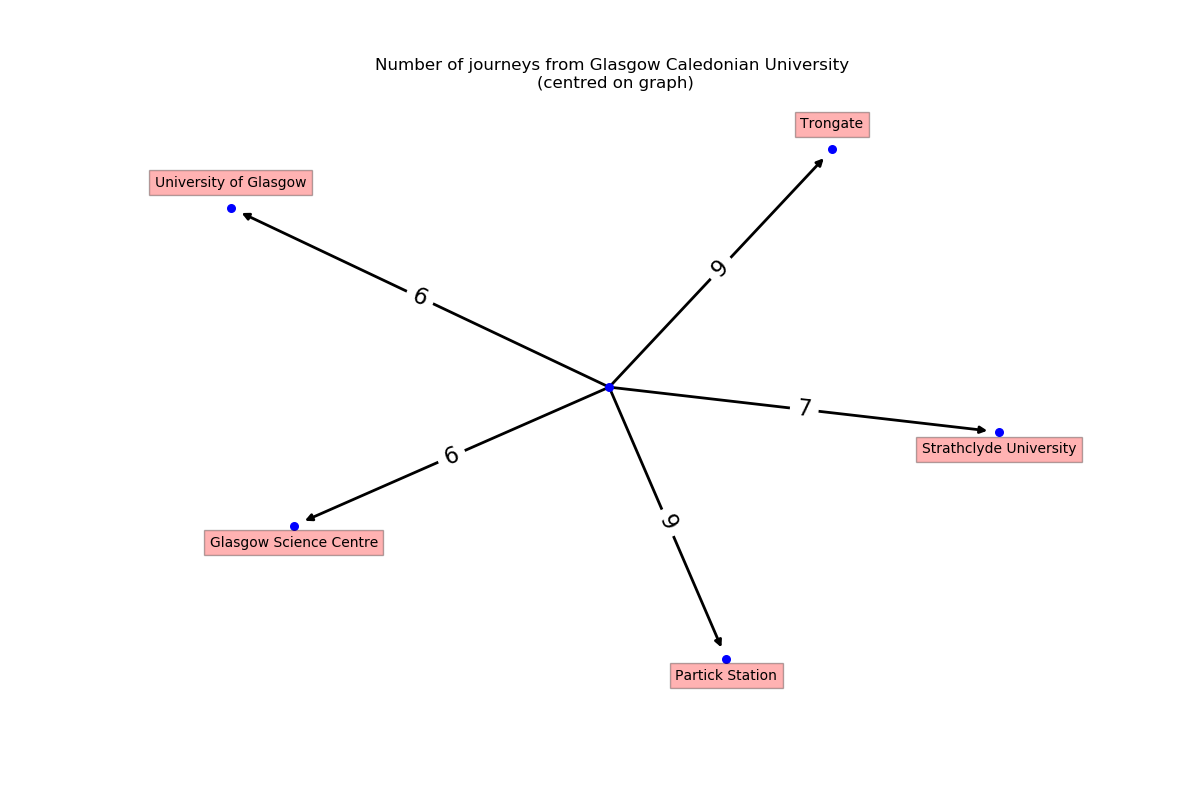 Number of journeys from Glasgow Caledonian University
(centred on graph)
Trongate
University of Glasgow
9
6
7
Strathclyde University
6
9
Glasgow Science Centre
Partick Station